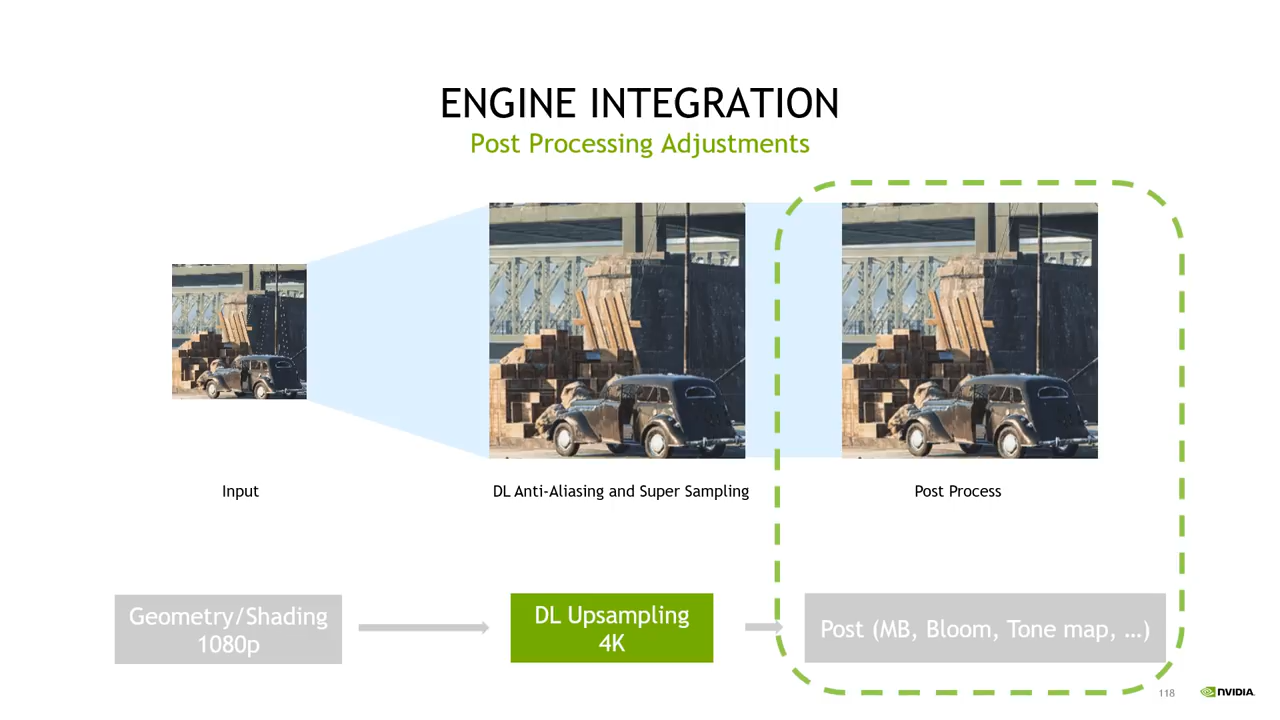 ENGINE INTEGRATION
Post Processing Adjustments
Input
DL Anti-Aliasing and Super Sampling
Post Process
Geometry/Shading
1080p
DL Upsampling
4K
Post (MB, Bloom, Tone map, …)
118
NVIDIA.